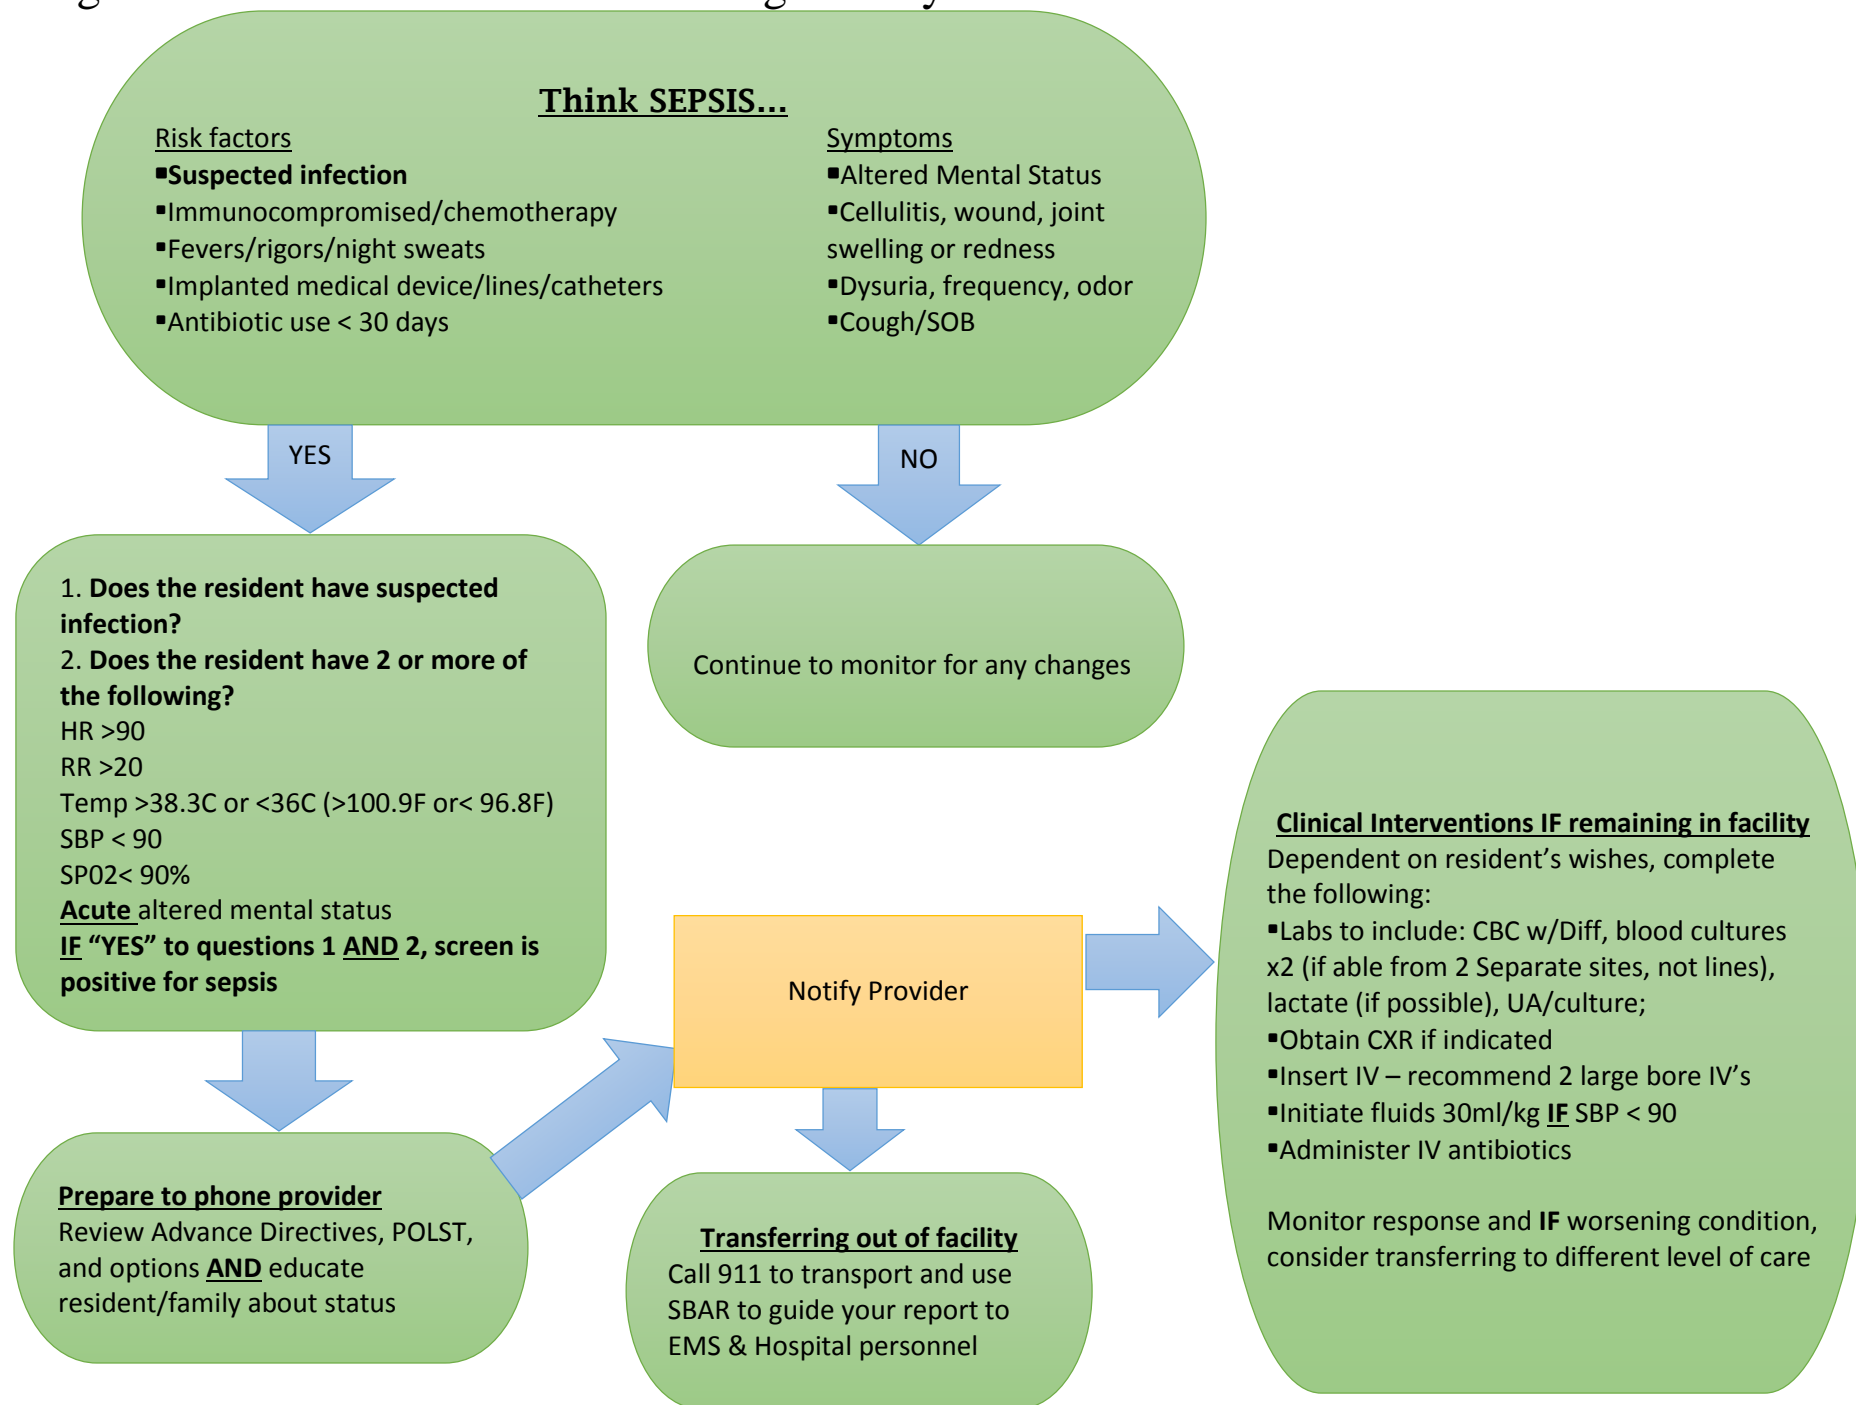 Think SEPSIS...
Risk factors
▪Suspected infection
▪Immunocompromised/chemotherapy
▪Fevers/rigors/night sweats
▪Implanted medical device/lines/catheters
▪Antibiotic use < 30 days
Symptoms
▪Altered Mental Status
▪Cellulitis, wound, joint
swelling or redness
▪Dysuria, frequency, odor
▪Cough/SOB
YES
NO
1. Does the resident have suspected
infection?
2. Does the resident have 2 or more of
the following?
HR >90
RR >20
Temp >38.3C or <36C (>100.9F or< 96.8F)
SBP < 90
SP02< 90%
Acute altered mental status
IF “YES” to questions 1 AND 2, screen is
positive for sepsis
Continue to monitor for any changes
Prepare to phone provider
Review Advance Directives, POLST,
and options AND educate
resident/family about status
Notify Provider
Transferring out of facility
Call 911 to transport and use
SBAR to guide your report to
EMS & Hospital personnel
Clinical Interventions IF remaining in facility
Dependent on resident’s wishes, complete
the following:
▪Labs to include: CBC w/Diff, blood cultures
x2 (if able from 2 Separate sites, not lines),
lactate (if possible), UA/culture;
▪Obtain CXR if indicated
▪Insert IV – recommend 2 large bore IV's
▪Initiate fluids 30ml/kg IF SBP < 90
▪Administer IV antibiotics
Monitor response and IF worsening condition,
consider transferring to different level of care